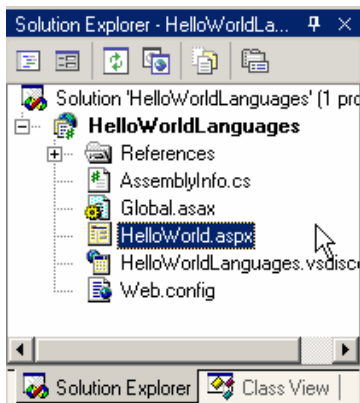 Solution Explorer - HelloWorldLa...
Solution 'HelloWorldLanguages' (1 pro
HelloWorldLanguages
References
AssemblyInfo.cs
Global.asax
HelloWorld.aspx
HelloWorldLanguages.vsdisco
Web.config
Solution Explorer
Class View